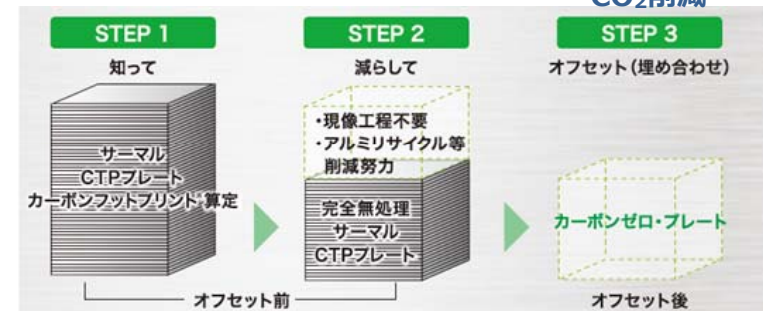 CO₂削減
STEP 1
知って
サーマル
CTPプレート
カーボンフットプリント*算定
STEP 2
減らして
・現像工程不要
・アルミリサイクル等
削減努力
完全無処理
サーマル
CTPプレート
STEP 3
オフセット(埋め合わせ)
カーボンゼロ・プレート
オフセット前
オフセット後